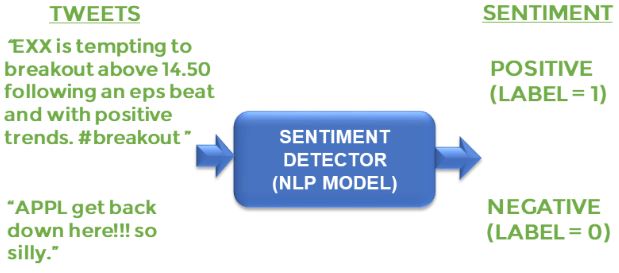 TWEETS
"EXX is tempting to
breakout above 14.50
following an eps beat
and with positive
trends. #breakout"
"APPL get back
down here!!! so
silly."
SENTIMENT
DETECTOR
(NLP MODEL)
SENTIMENT
POSITIVE
(LABEL = 1)
NEGATIVE
(LABEL = 0)